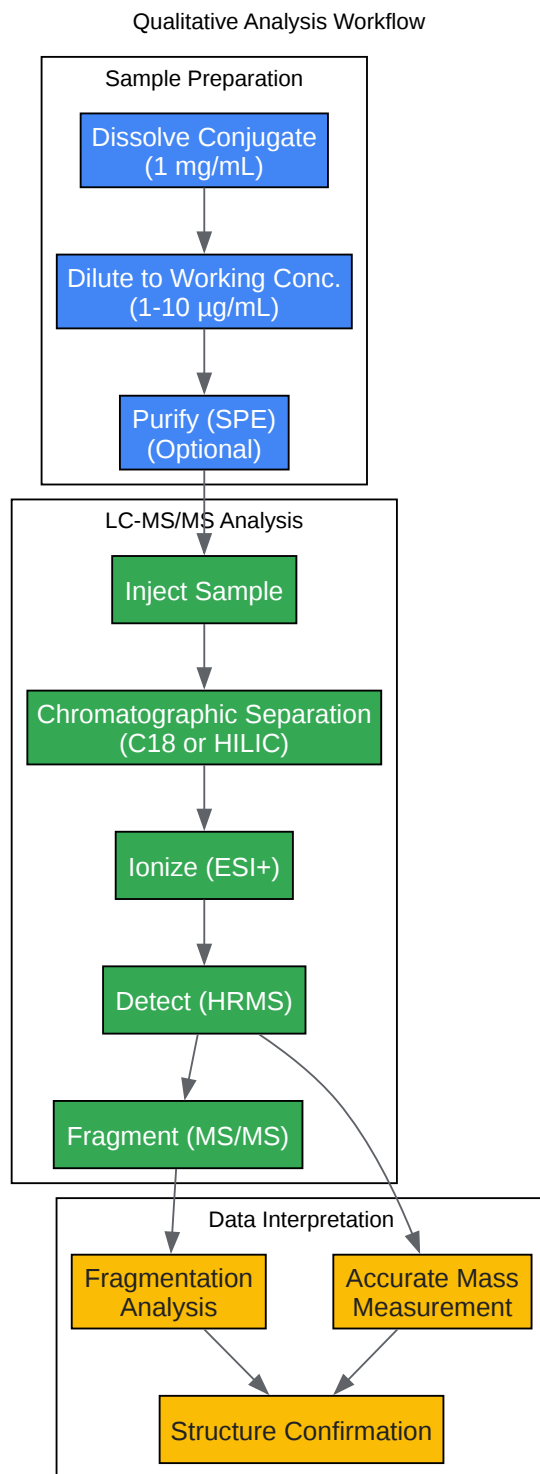 Qualitative Analysis Workflow
Sample Preparation
Dissolve Conjugate
(1 mg/mL)
Dilute to Working Conc.
(1-10 µg/mL)
Purify (SPE)
(Optional)
LC-MS/MS Analysis
Inject Sample
Chromatographic Separation
(C18 or HILIC)
Ionize (ESI+)
Detect (HRMS)
Fragment (MS/MS)
Data Interpretation
Fragmentation
Analysis
Accurate Mass
Measurement
Structure Confirmation